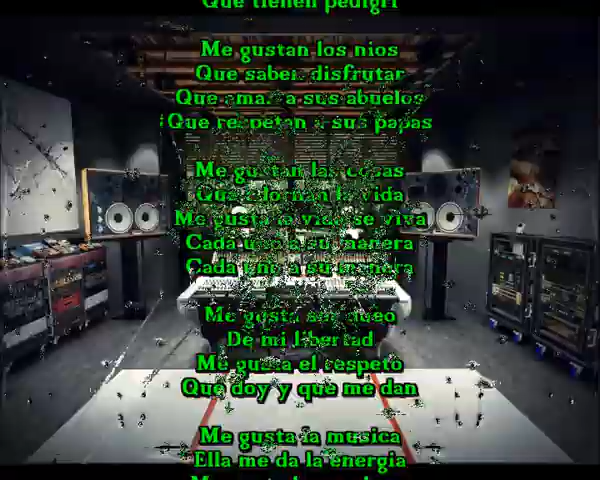 Que tienen pedigri
Me gustan los nios
Que saben disfrutar
Que aman a sus abuelos
Que respetan a sus papas
Me gustan las cosas
Que adornan la vida
Me gusta la vida se viva
Cada uno a su manera
Cada uno a su manera
Me gusta ser dueo
De mi libertad
Me gusta el respeto
Que doy y que me dan
Me gusta la musica
Ella me da la energia